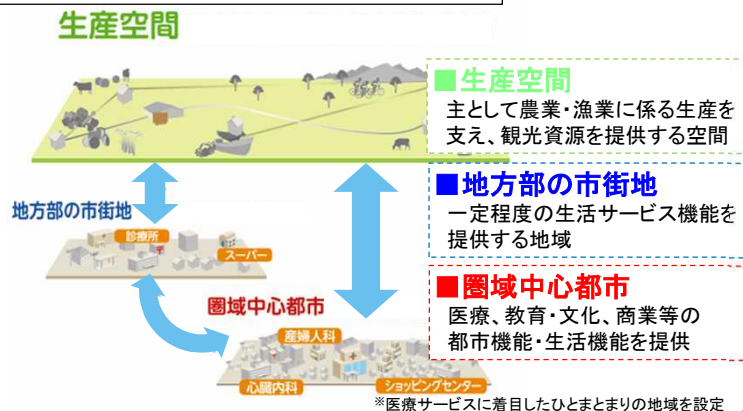 生産空間
■生産空間
主として農業・漁業に係る生産を
支え、観光資源を提供する空間
地方部の市街地
診療所
スーパー
■地方部の市街地
一定程度の生活サービス機能を
提供する地域
圏域中心都市
産婦人科
心臓内科
ショッピングセンター
■圏域中心都市
医療、教育・文化、商業等の
都市機能・生活機能を提供
※医療サービスに着目したひとまとまりの地域を設定